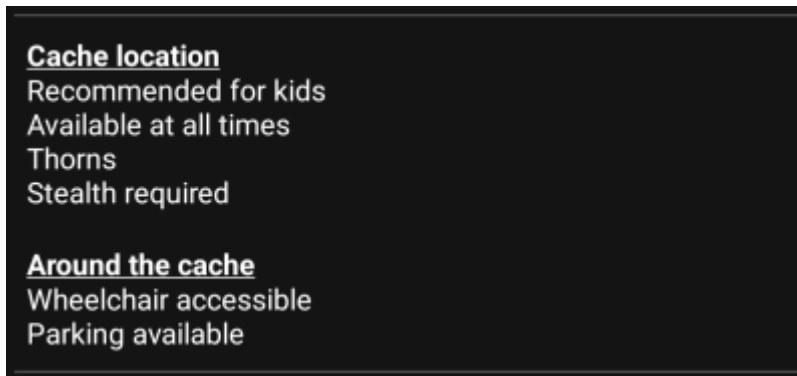 Cache location
Recommended for kids
Available at all times
Thorns
Stealth required
Around the cache
Wheelchair accessible
Parking available